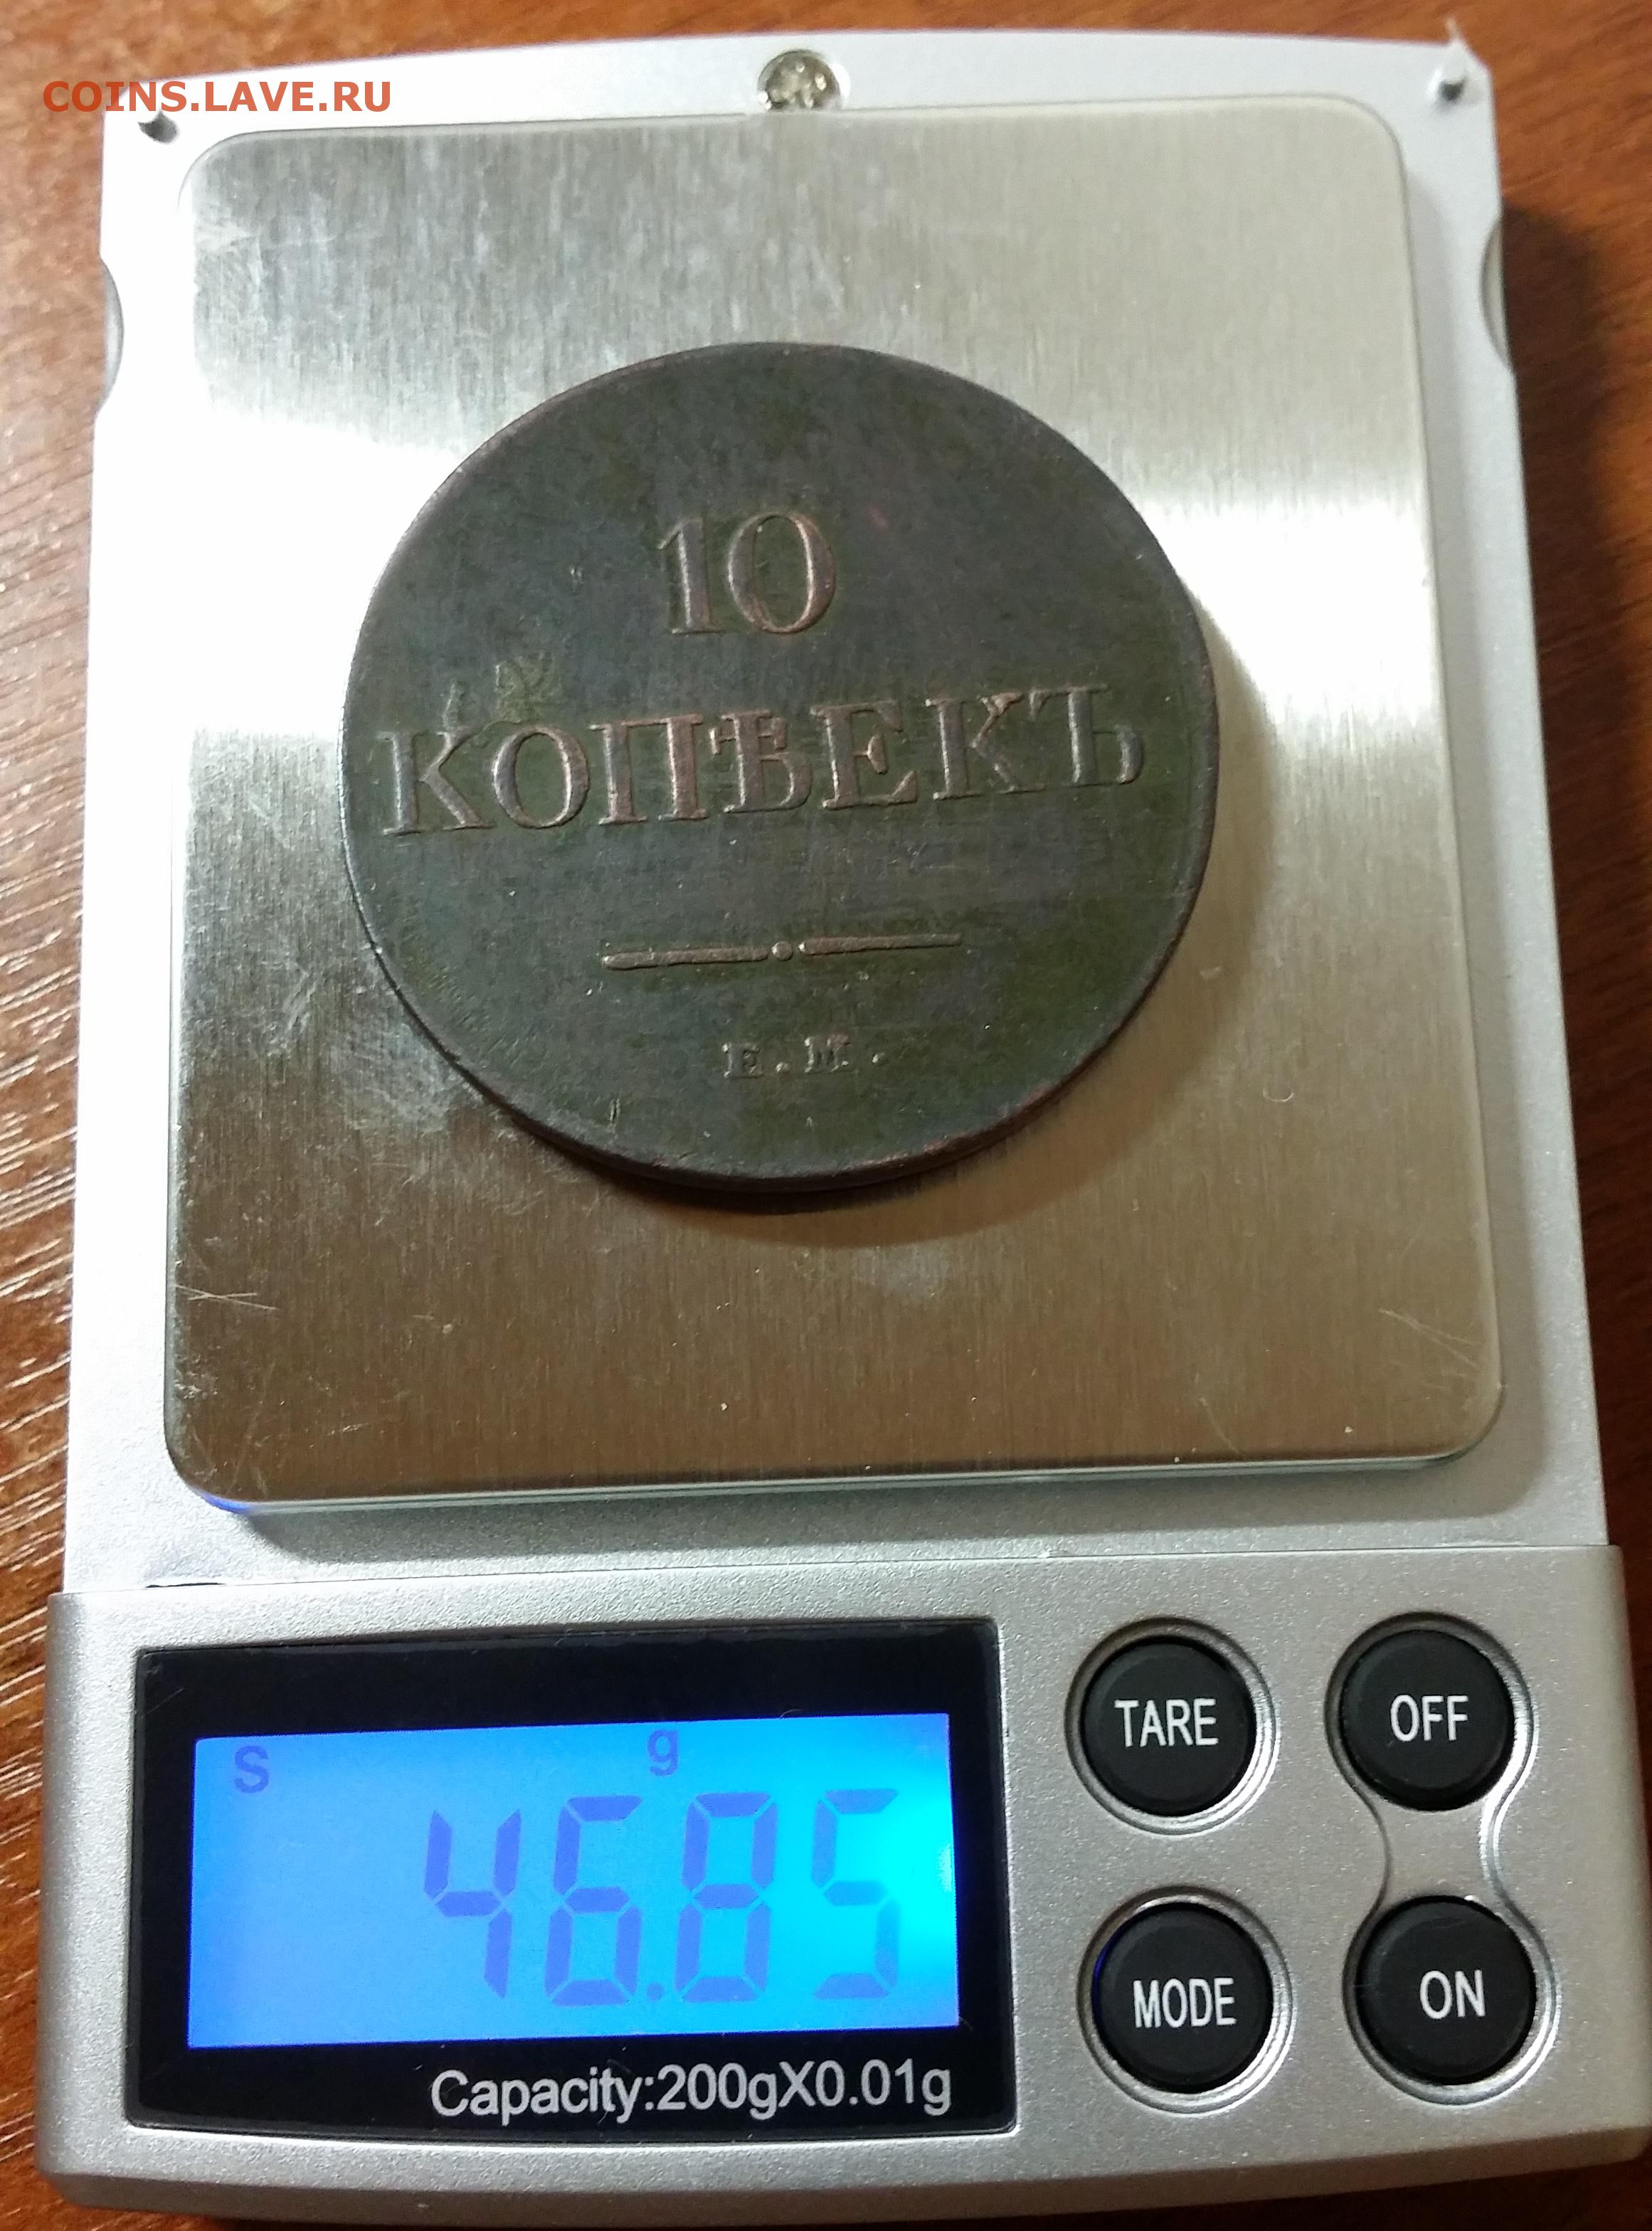 COINS.LAVE.RU
10
КОПѢЕКЪ
Е.М.
S g
46.85
Capacity:200gX0.01g
TARE OFF
MODE ON